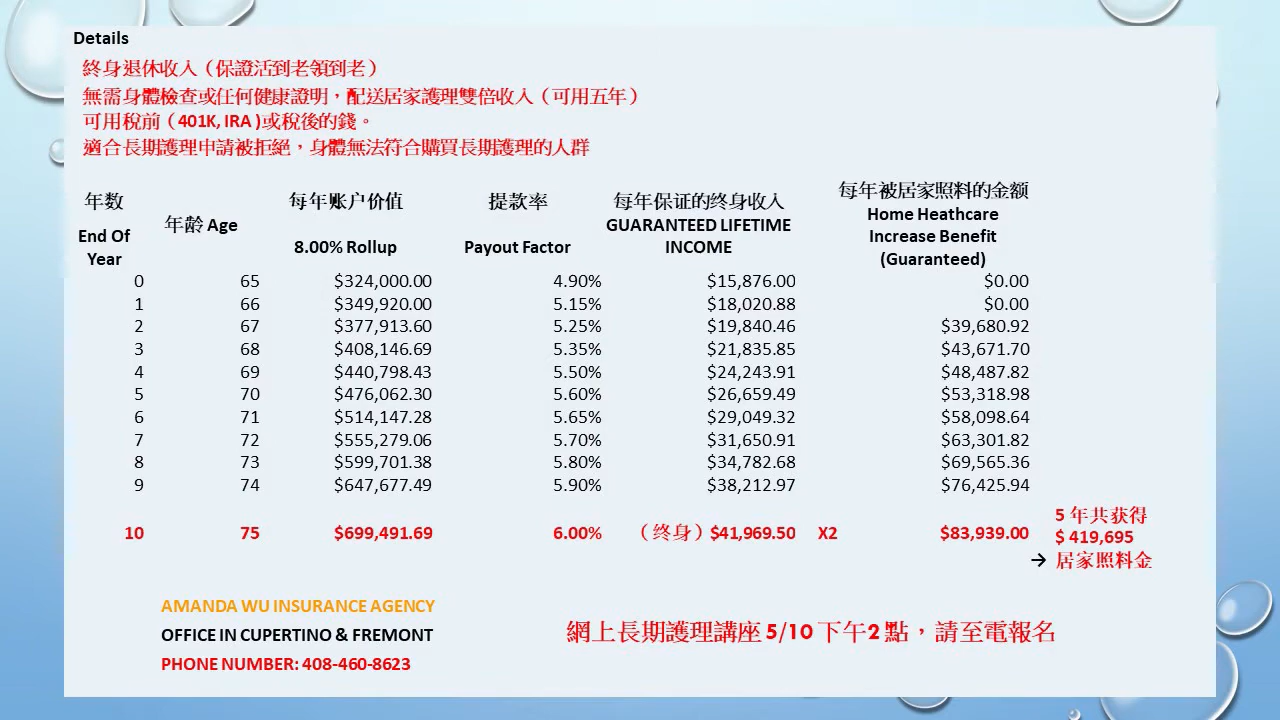 Details
終身退休收入（保證活到老領到老）
無需身體檢查或任何健康證明，配送居家護理雙倍收入（可用五年）
可用稅前（401K, IRA )或稅後的錢。
適合長期護理申請被拒絕，身體無法符合購買長期護理的人群
年数 End Of Year 年龄 Age 每年账户价值 8.00% Rollup 提款率 Payout Factor 每年保证的终身收入 GUARANTEED LIFETIME INCOME 每年被居家照料的金额 Home Heathcare Increase Benefit (Guaranteed)
0 65 $324,000.00 4.90% $15,876.00 $0.00
1 66 $349,920.00 5.15% $18,020.88 $0.00
2 67 $377,913.60 5.25% $19,840.46 $39,680.92
3 68 $408,146.69 5.35% $21,835.85 $43,671.70
4 69 $440,798.43 5.50% $24,243.91 $48,487.82
5 70 $476,062.30 5.60% $26,659.49 $53,318.98
6 71 $514,147.28 5.65% $29,049.32 $58,098.64
7 72 $555,279.06 5.70% $31,650.91 $63,301.82
8 73 $599,701.38 5.80% $34,782.68 $69,565.36
9 74 $647,677.49 5.90% $38,212.97 $76,425.94
10 75 $699,491.69 6.00% （终身）$41,969.50 X2 $83,939.00
5 年共获得
$ 419,695
→ 居家照料金
AMANDA WU INSURANCE AGENCY
OFFICE IN CUPERTINO & FREMONT
PHONE NUMBER: 408-460-8623
網上長期護理講座 5/10 下午2 點，請至電報名